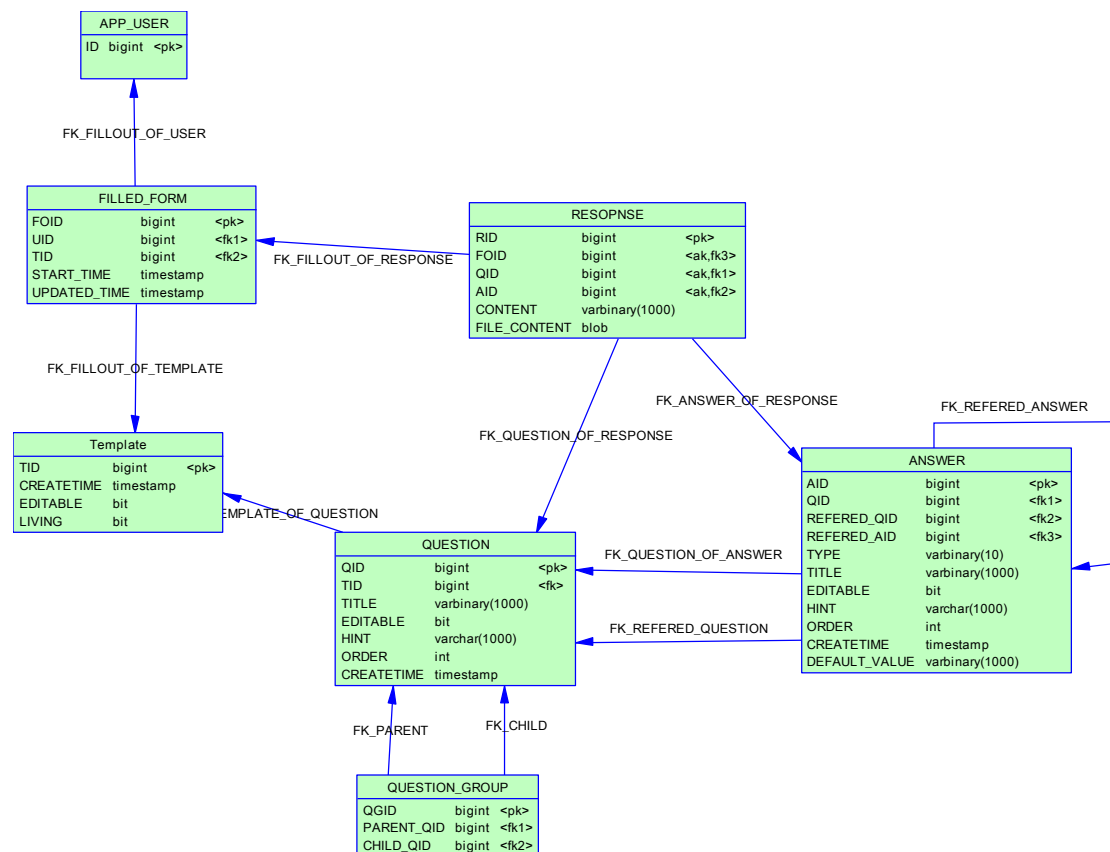 APP_USER
ID bigint <pk>
FK_FILLOUT_OF_USER
FILLED_FORM
FOID bigint <pk>
UID bigint <fk1>
TID bigint <fk2>
START_TIME timestamp
UPDATED_TIME timestamp
FK_FILLOUT_OF_RESPONSE
RESOPNSE
RID bigint <pk>
FOID bigint <ak,fk3>
QID bigint <ak,fk1>
AID bigint <ak,fk2>
CONTENT varbinary(1000)
FILE_CONTENT blob
FK_FILLOUT_OF_TEMPLATE
FK_ANSWER_OF_RESPONSE
FK_REFERED_ANSWER
FK_QUESTION_OF_RESPONSE
Template
TID bigint <pk>
CREATETIME timestamp
EDITABLE bit
LIVING bit
EMPLATE_OF_QUESTION
ANSWER
AID bigint <pk>
QID bigint <fk1>
REFERED_QID bigint <fk2>
REFERED_AID bigint <fk3>
TYPE varbinary(10)
TITLE varbinary(1000)
EDITABLE bit
HINT varchar(1000)
ORDER int
CREATETIME timestamp
DEFAULT_VALUE varbinary(1000)
QUESTION
QID bigint <pk>
TID bigint <fk>
TITLE varbinary(1000)
EDITABLE bit
HINT varchar(1000)
ORDER int
CREATETIME timestamp
FK_QUESTION_OF_ANSWER
FK_REFERED_QUESTION
FK_PARENT
FK_CHILD
QUESTION_GROUP
QGID bigint <pk>
PARENT_QID bigint <fk1>
CHILD_QID bigint <fk2>